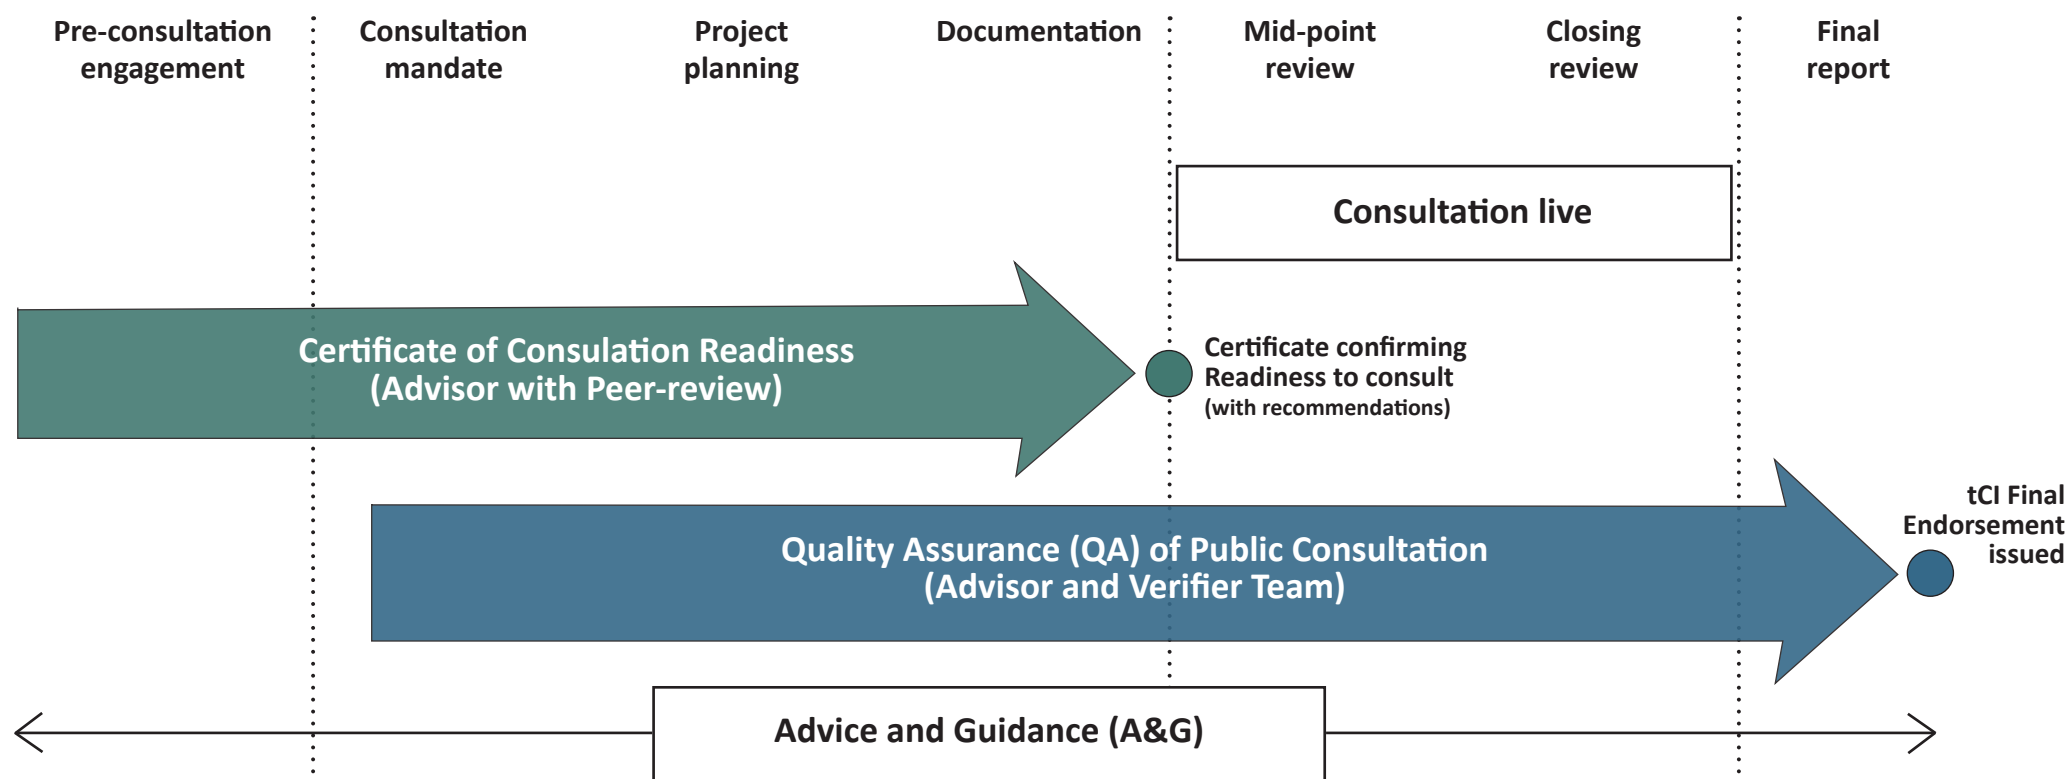 Pre-consultation
engagement
Consultation
mandate
Project
planning
Documentation
Mid-point
review
Closing
review
Final
report
Consultation live
Certificate of Consulation Readiness
(Advisor with Peer-review)
Certificate confirming
Readiness to consult
(with recommendations)
Quality Assurance (QA) of Public Consultation
(Advisor and Verifier Team)
tCI Final
Endorsement
issued
Advice and Guidance (A&G)